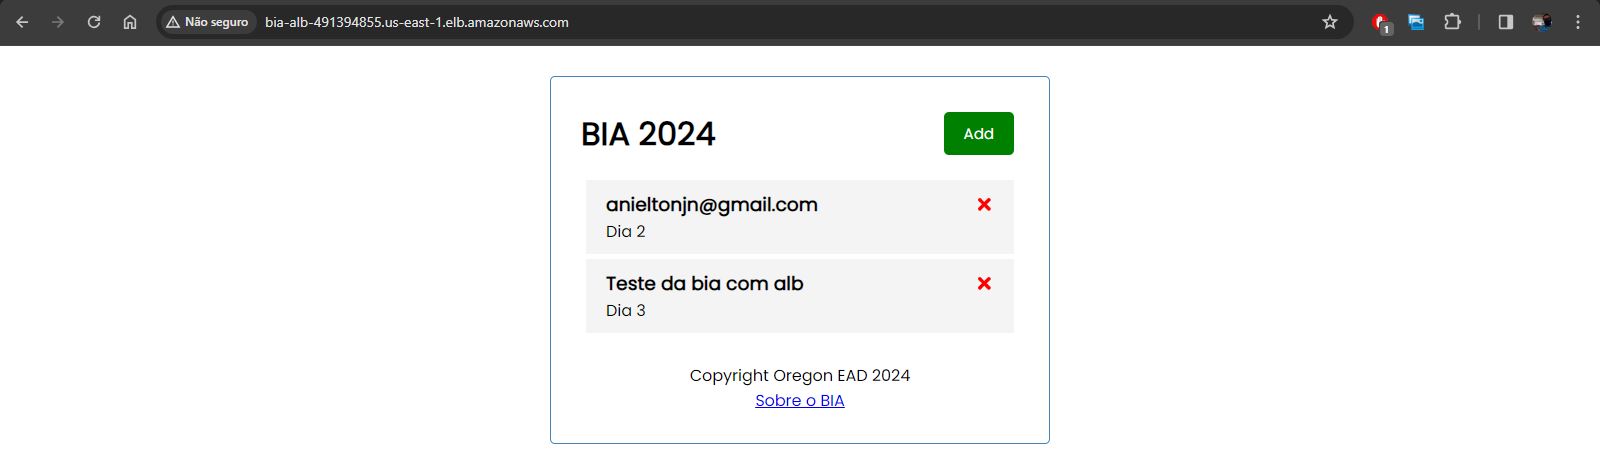 Não seguro bia-alb-491394855.us-east-1.elb.amazonaws.com
1
BIA 2024
Add
anieltonjn@gmail.com
Dia 2
Teste da bia com alb
Dia 3
Copyright Oregon EAD 2024
Sobre o BIA